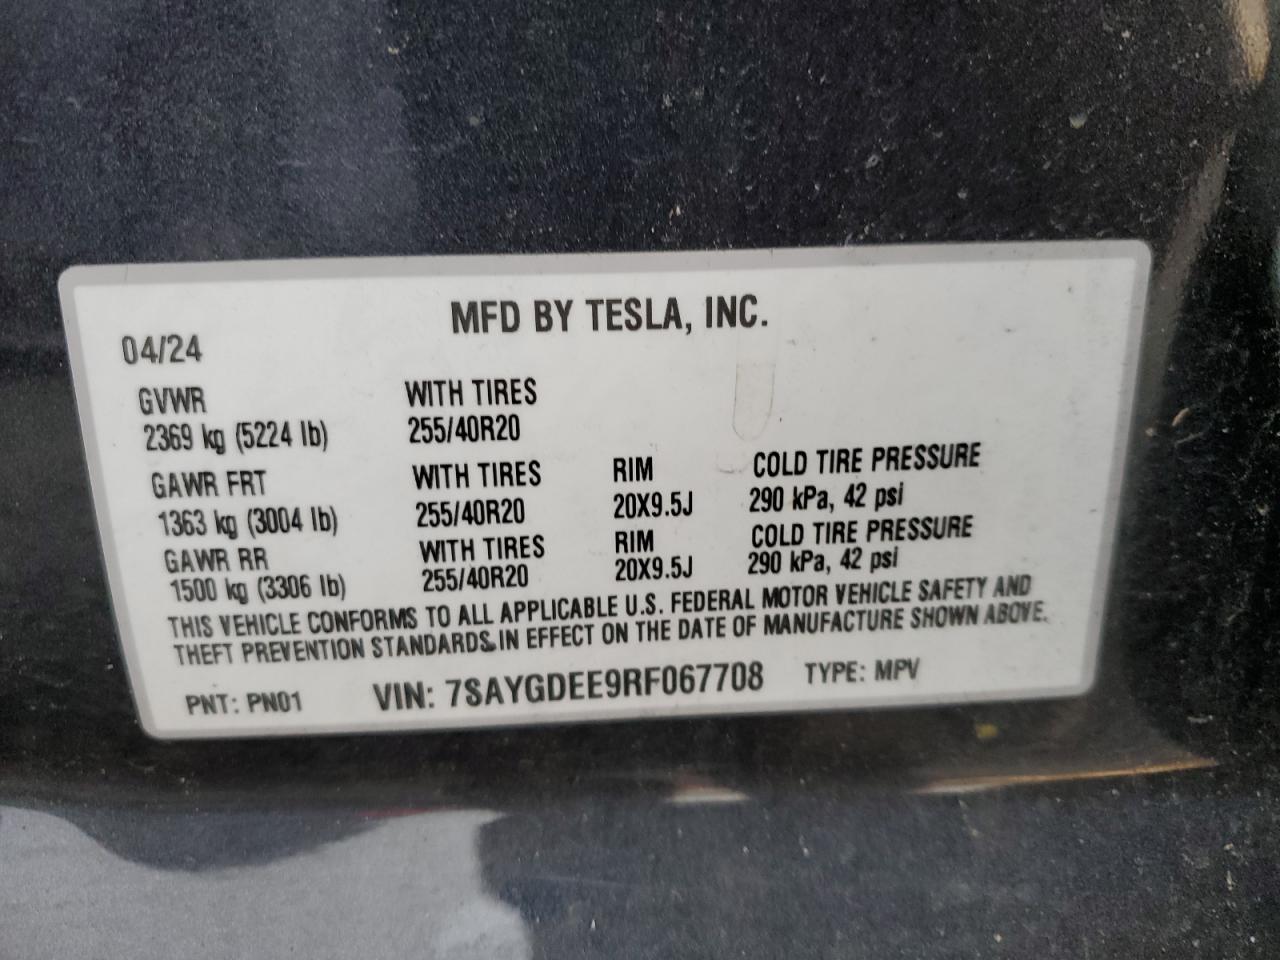 MFD BY TESLA, INC.
04/24
GVWR WITH TIRES
2369 kg (5224 lb) 255/40R20
GAWR FRT WITH TIRES RIM COLD TIRE PRESSURE
1363 kg (3004 lb) 255/40R20 20X9.5J 290 kPa, 42 psi
GAWR RR WITH TIRES RIM COLD TIRE PRESSURE
1500 kg (3306 lb) 255/40R20 20X9.5J 290 kPa, 42 psi
THIS VEHICLE CONFORMS TO ALL APPLICABLE U.S. FEDERAL MOTOR VEHICLE SAFETY AND
THEFT PREVENTION STANDARDS IN EFFECT ON THE DATE OF MANUFACTURE SHOWN ABOVE.
PNT: PN01 VIN: 7SAYGDEE9RF067708 TYPE: MPV